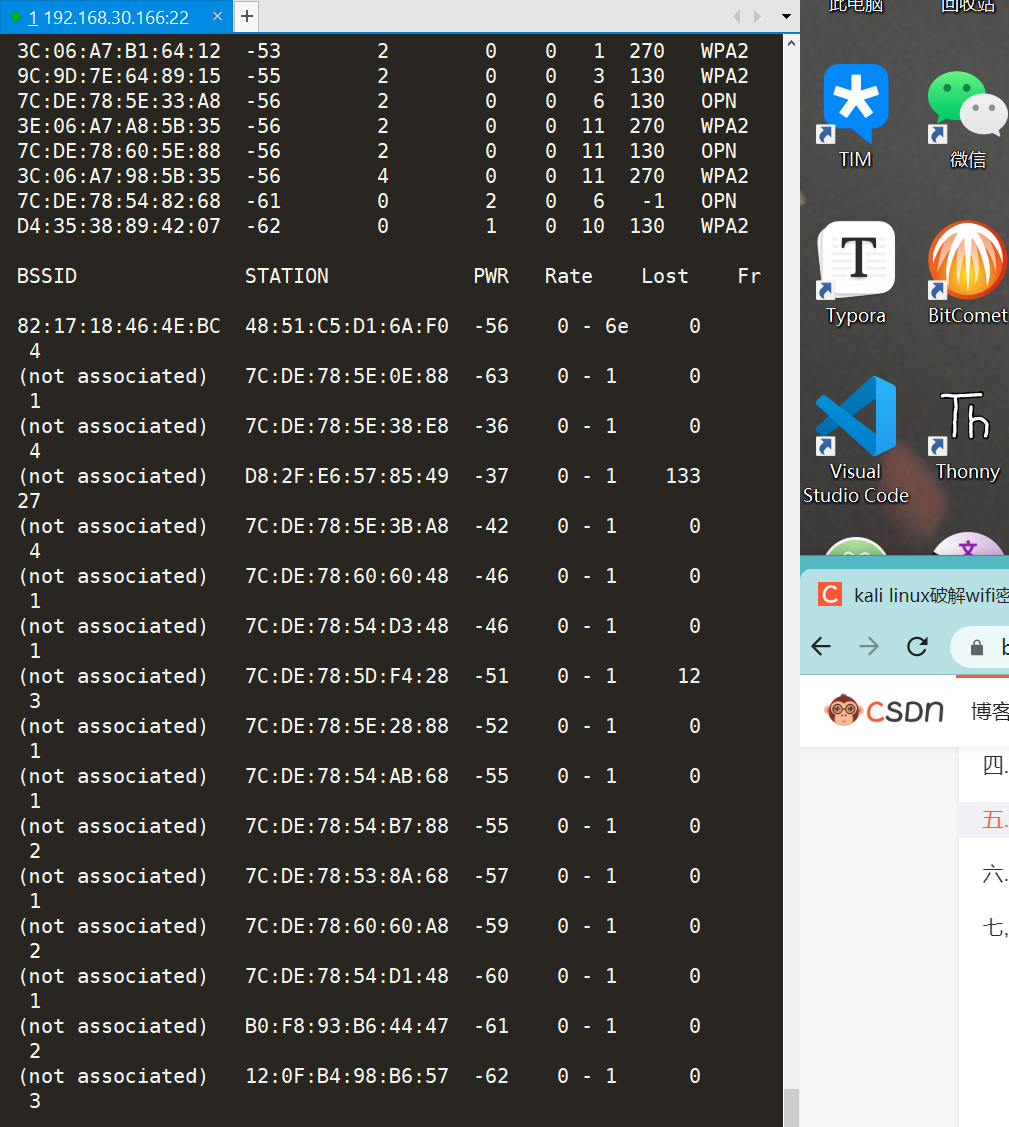 1 192.168.30.166:22
3C:06:A7:B1:64:12 -53 2 0 0 1 270 WPA2
9C:9D:7E:64:89:15 -55 2 0 0 3 130 WPA2
7C:DE:78:5E:33:A8 -56 2 0 0 6 130 OPN
3E:06:A7:A8:5B:35 -56 2 0 0 11 270 WPA2
7C:DE:78:60:5E:88 -56 2 0 0 11 130 OPN
3C:06:A7:98:5B:35 -56 4 0 0 11 270 WPA2
7C:DE:78:54:82:68 -61 0 2 0 6 -1 OPN
D4:35:38:89:42:07 -62 0 1 0 10 130 WPA2
BSSID STATION PWR Rate Lost Fr
82:17:18:46:4E:BC 48:51:C5:D1:6A:F0 -56 0 - 6e 0
4
(not associated) 7C:DE:78:5E:0E:88 -63 0 - 1 0
1
(not associated) 7C:DE:78:5E:38:E8 -36 0 - 1 0
4
(not associated) D8:2F:E6:57:85:49 -37 0 - 1 133
27
(not associated) 7C:DE:78:5E:3B:A8 -42 0 - 1 0
4
(not associated) 7C:DE:78:60:60:48 -46 0 - 1 0
1
(not associated) 7C:DE:78:54:D3:48 -46 0 - 1 0
1
(not associated) 7C:DE:78:5D:F4:28 -51 0 - 1 12
3
(not associated) 7C:DE:78:5E:28:88 -52 0 - 1 0
1
(not associated) 7C:DE:78:54:AB:68 -55 0 - 1 0
1
(not associated) 7C:DE:78:54:B7:88 -55 0 - 1 0
2
(not associated) 7C:DE:78:53:8A:68 -57 0 - 1 0
1
(not associated) 7C:DE:78:60:60:A8 -59 0 - 1 0
2
(not associated) 7C:DE:78:54:D1:48 -60 0 - 1 0
1
(not associated) B0:F8:93:B6:44:47 -61 0 - 1 0
2
(not associated) 12:0F:B4:98:B6:57 -62 0 - 1 0
3
此电脑 回收站
TIM 微信
T
Typora BitComet
Th
Visual
Studio Code
Thonny
文
C kali linux破解wifi密
b
CSDN 博客
四.
五.
六.
七,